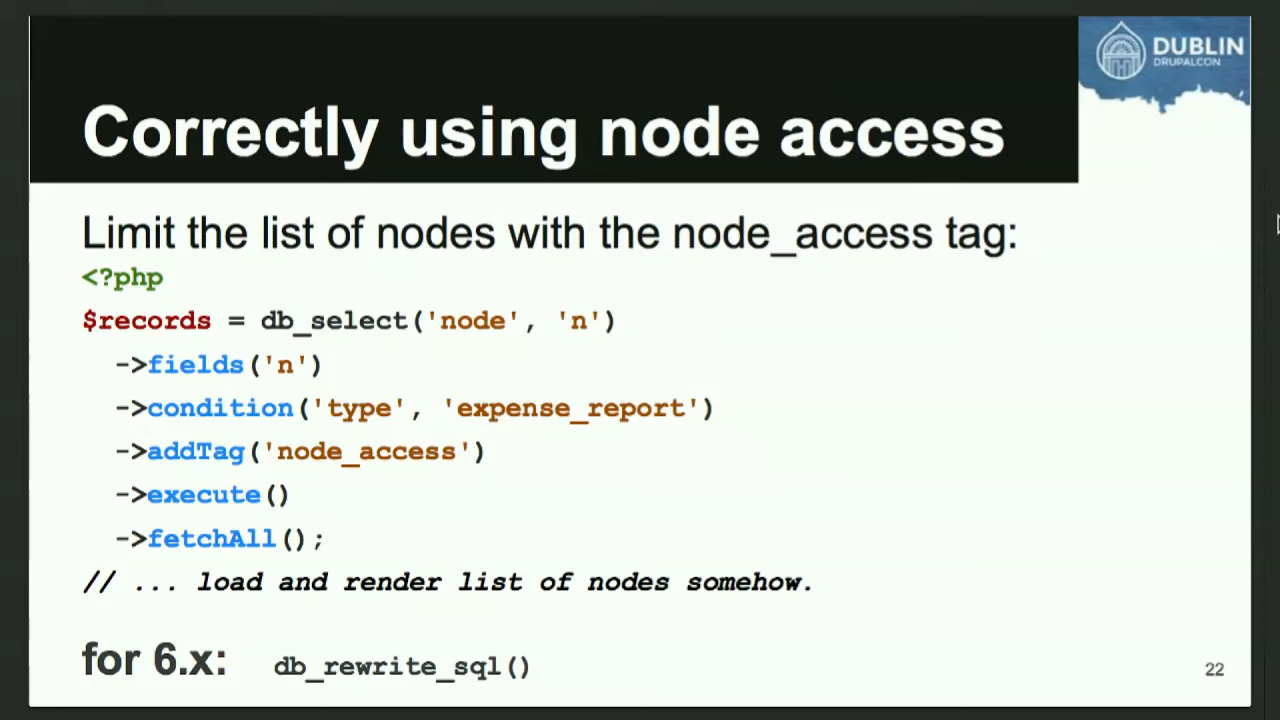 DUBLIN
DRUPALCON
Correctly using node access
Limit the list of nodes with the node_access tag:
<?php
$records = db_select('node', 'n')
->fields('n')
->condition('type', 'expense_report')
->addTag('node_access')
->execute()
->fetchAll();
// ... load and render list of nodes somehow.
for 6.x: db_rewrite_sql()
22